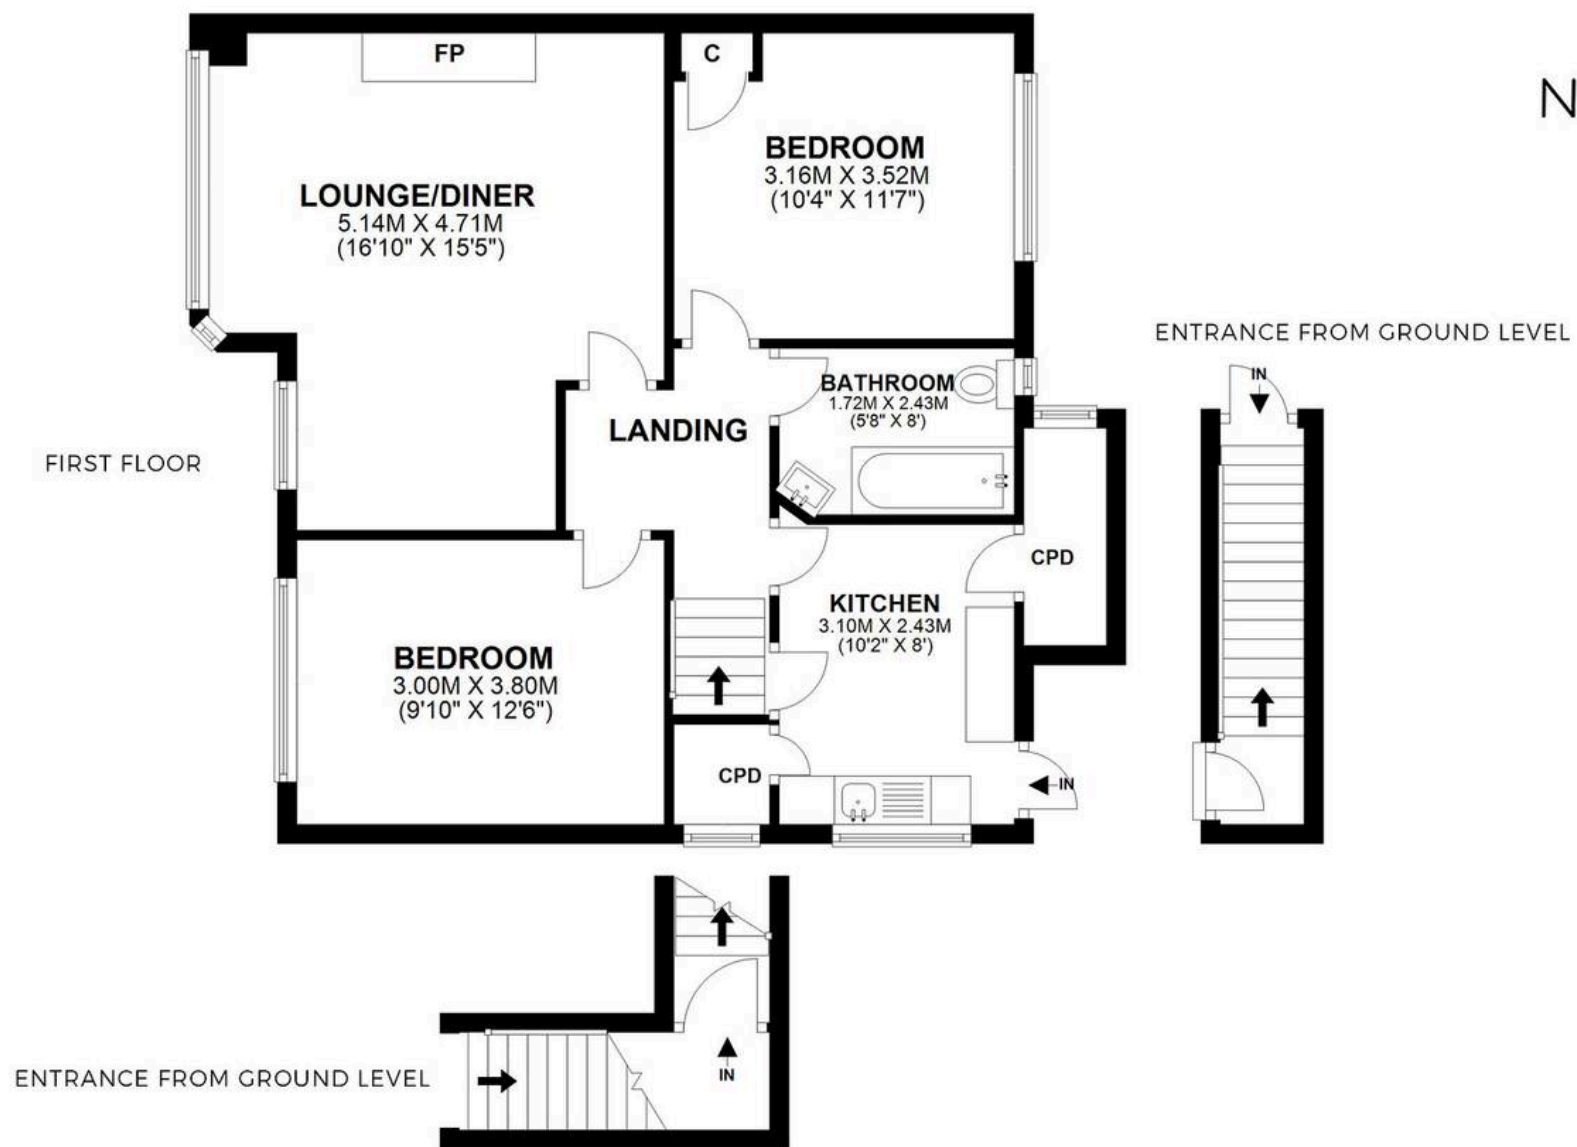 FP
C
N
BEDROOM
3.16M X 3.52M
(10'4" X 11'7")
LOUNGE/DINER
5.14M X 4.71M
(16'10" X 15'5")
ENTRANCE FROM GROUND LEVEL
IN
BATHROOM
1.72M X 2.43M
(5'8" X 8')
LANDING
FIRST FLOOR
CPD
KITCHEN
3.10M X 2.43M
(10'2" X 8')
BEDROOM
3.00M X 3.80M
(9'10" X 12'6")
CPD
IN
ENTRANCE FROM GROUND LEVEL
IN